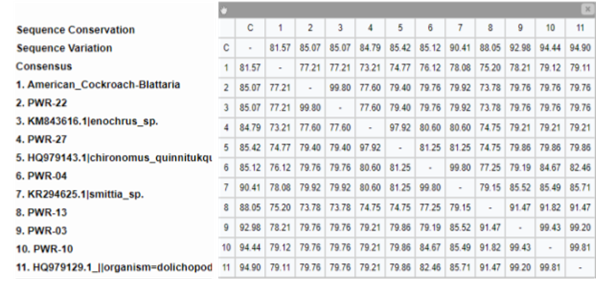 Sequence Conservation
Sequence Variation
Consensus
1. American_Cockroach-Blattaria
2. PWR-22
3. KM843616.1|enochrus_sp.
4. PWR-27
5. HQ979143.1|chironomus_quinnitukqu
6. PWR-04
7. KR294625.1|smittia_sp.
8. PWR-13
9. PWR-03
10. PWR-10
11. HQ979129.1_||organism=dolichopod
C 1 2 3 4 5 6 7 8 9 10 11
C - 81.57 85.07 85.07 84.79 85.42 85.12 90.41 88.05 92.98 94.44 94.90
1 81.57 - 77.21 77.21 73.21 74.77 76.12 78.08 75.20 78.21 79.12 79.11
2 85.07 77.21 - 99.80 77.60 79.40 79.76 79.92 73.78 79.76 79.76 79.76
3 85.07 77.21 99.80 - 77.60 79.40 79.76 79.92 73.78 79.76 79.76 79.76
4 84.79 73.21 77.60 77.60 - 97.92 80.60 80.60 74.75 79.21 79.21 79.21
5 85.42 74.77 79.40 79.40 97.92 - 81.25 81.25 74.75 79.86 79.86 79.86
6 85.12 76.12 79.76 79.76 80.60 81.25 - 99.80 77.25 79.19 84.67 82.46
7 90.41 78.08 79.92 79.92 80.60 81.25 99.80 - 79.15 85.52 85.49 85.71
8 88.05 75.20 73.78 73.78 74.75 74.75 77.25 79.15 - 91.47 91.82 91.47
9 92.98 78.21 79.76 79.76 79.21 79.86 79.19 85.52 91.47 - 99.43 99.20
10 94.44 79.12 79.76 79.76 79.21 79.86 84.67 85.49 91.82 99.43 - 99.81
11 94.90 79.11 79.76 79.76 79.21 79.86 82.46 85.71 91.47 99.20 99.81 -